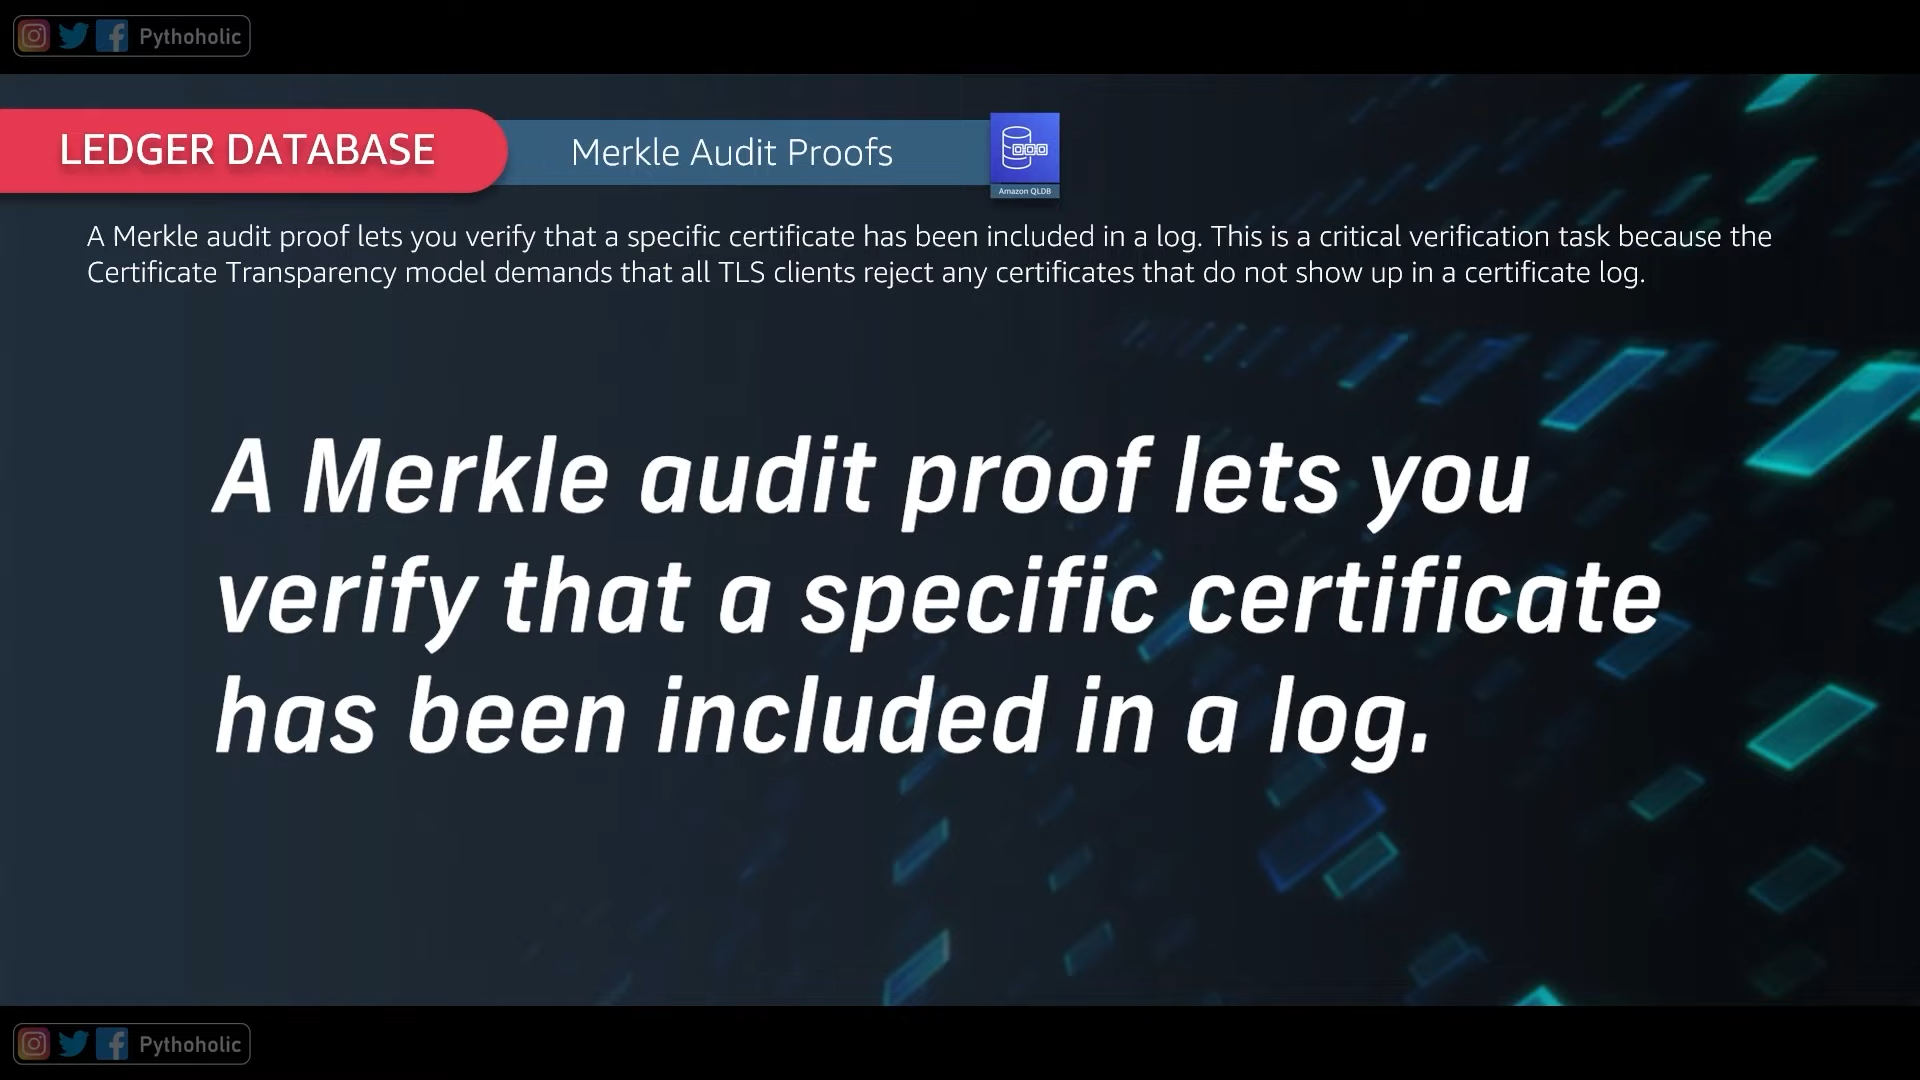 Pythoholic
LEDGER DATABASE
Merkle Audit Proofs
Amazon QLDB
A Merkle audit proof lets you verify that a specific certificate has been included in a log. This is a critical verification task because the
Certificate Transparency model demands that all TLS clients reject any certificates that do not show up in a certificate log.
A Merkle audit proof lets you
verify that a specific certificate
has been included in a log.
Pythoholic